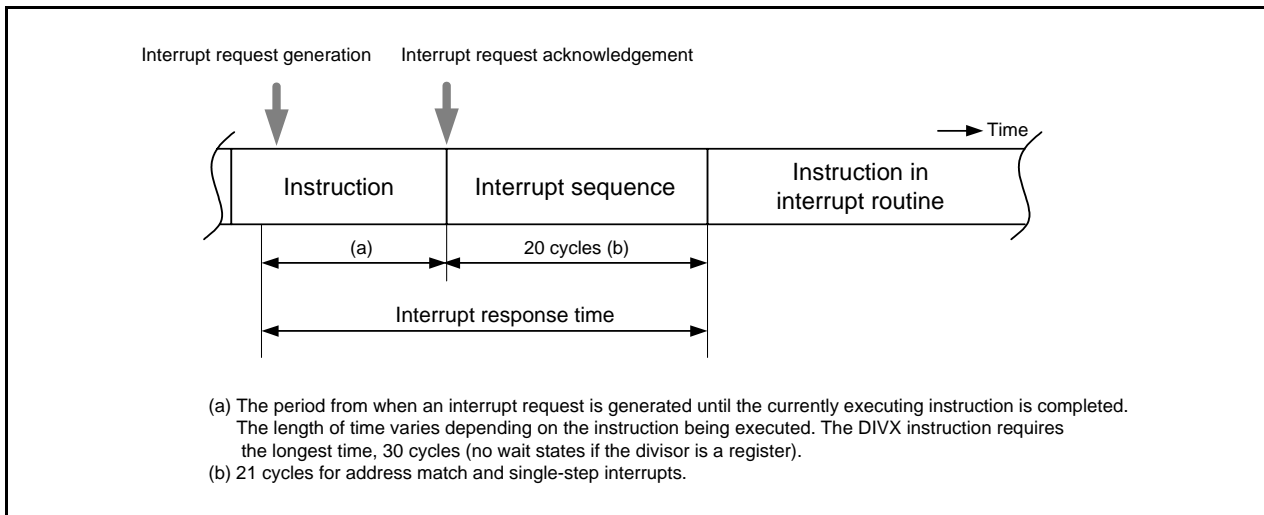 Interrupt request generation
Interrupt request acknowledgement
Time
Instruction
Interrupt sequence
Instruction in
interrupt routine
(a)
20 cycles (b)
Interrupt response time
(a) The period from when an interrupt request is generated until the currently executing instruction is completed.
The length of time varies depending on the instruction being executed. The DIVX instruction requires
the longest time, 30 cycles (no wait states if the divisor is a register).
(b) 21 cycles for address match and single-step interrupts.